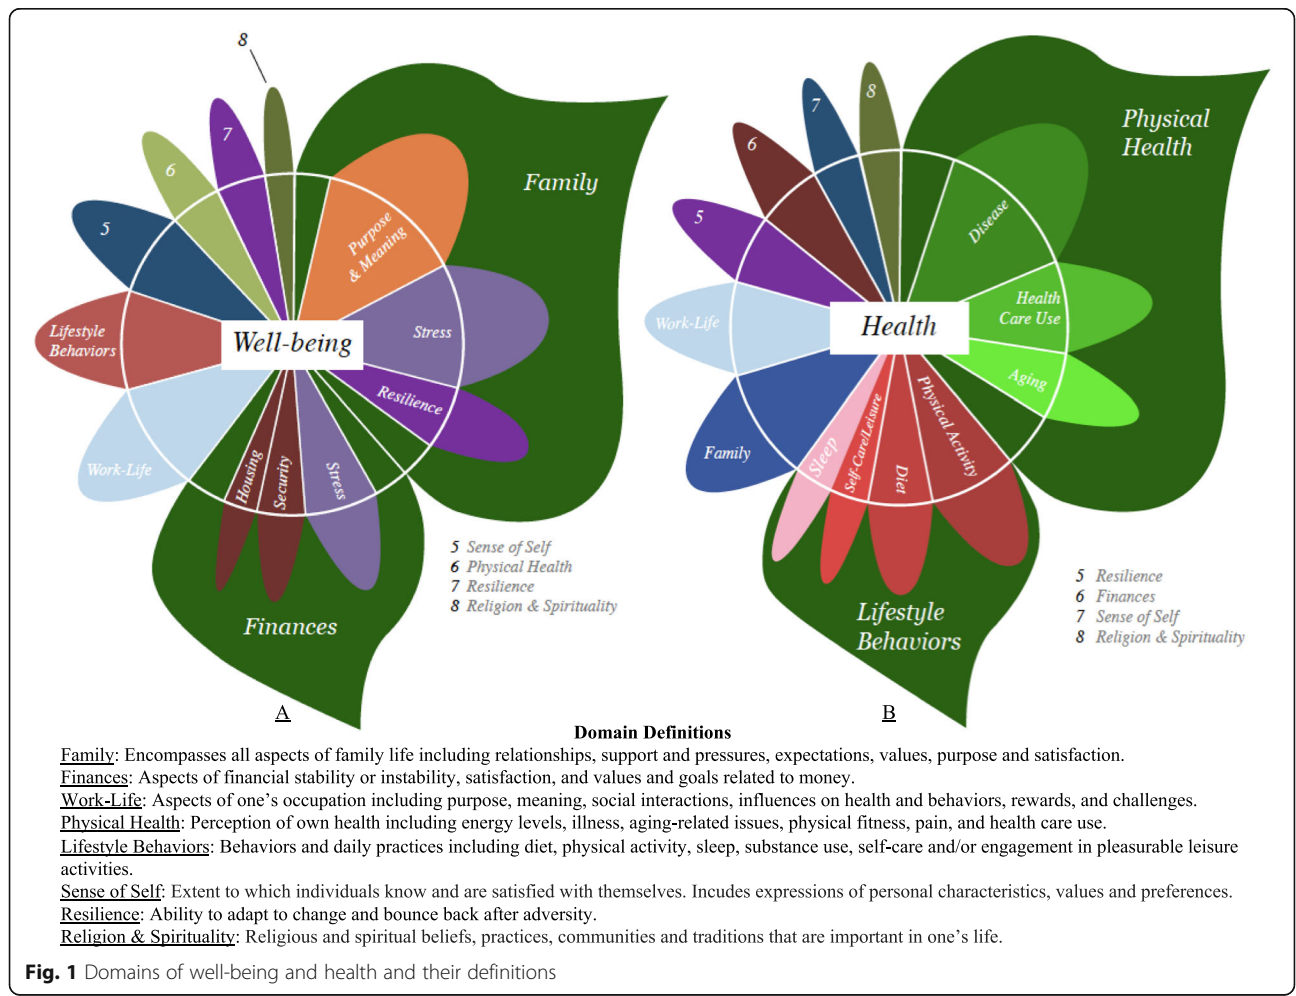 8
7
6
5
Family
Purpose
& Meaning
Stress
Resilience
Well-being
Lifestyle
Behaviors
Work-Life
Housing
Security
Stress
Finances
5 Sense of Self
6 Physical Health
7 Resilience
8 Religion & Spirituality
A
8
7
6
5
Physical
Health
Disease
Health
Care Use
Aging
Health
Work-Life
Family
Sleep
Self-Care/Leisure
Diet
Physical Activity
Lifestyle
Behaviors
5 Resilience
6 Finances
7 Sense of Self
8 Religion & Spirituality
B
Domain Definitions
Family: Encompasses all aspects of family life including relationships, support and pressures, expectations, values, purpose and satisfaction.
Finances: Aspects of financial stability or instability, satisfaction, and values and goals related to money.
Work-Life: Aspects of one's occupation including purpose, meaning, social interactions, influences on health and behaviors, rewards, and challenges.
Physical Health: Perception of own health including energy levels, illness, aging-related issues, physical fitness, pain, and health care use.
Lifestyle Behaviors: Behaviors and daily practices including diet, physical activity, sleep, substance use, self-care and/or engagement in pleasurable leisure
activities.
Sense of Self: Extent to which individuals know and are satisfied with themselves. Incudes expressions of personal characteristics, values and preferences.
Resilience: Ability to adapt to change and bounce back after adversity.
Religion & Spirituality: Religious and spiritual beliefs, practices, communities and traditions that are important in one's life.
Fig. 1 Domains of well-being and health and their definitions